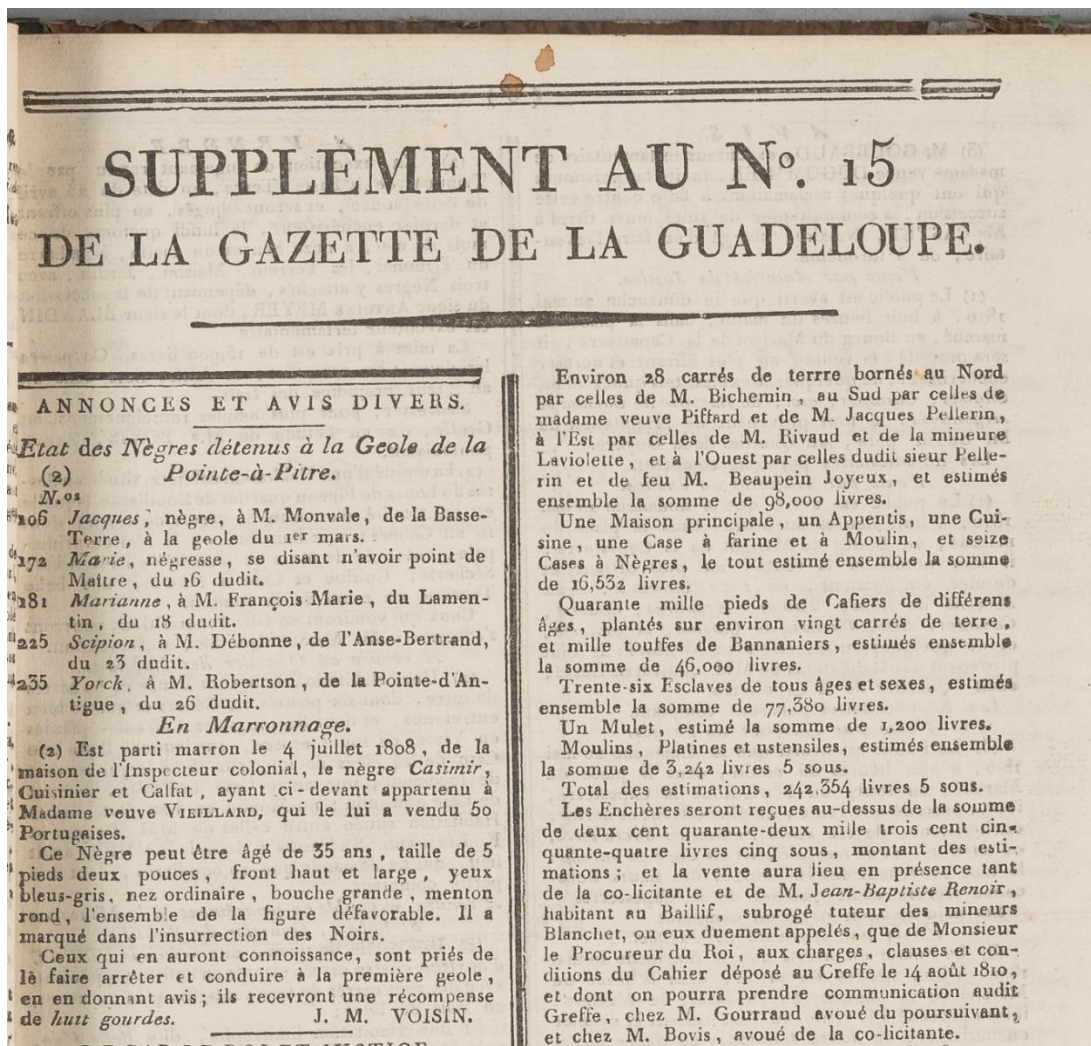 SUPPLEMENT AU N°. 15
DE LA GAZETTE DE LA GUADELOUPE.
ANNONCES ET AVIS DIVERS.
Etat des Nègres détenus à la Geole de la
(2) Pointe-à-Pitre.
N.os
206 Jacques, nègre, à M. Monvale, de la Basse-
Terre, à la geole du 1er mars.
172 Marie, négresse, se disant n'avoir point de
Maître, du 16 dudit.
181 Marianne, à M. François Marie, du Lamen-
tin, du 18 dudit.
225 Scipion, à M. Débonne, de l'Anse-Bertrand,
du 23 dudit.
235 Yorck, à M. Robertson, de la Pointe-d'An-
tigue, du 26 dudit.
En Marronnage.
(2) Est parti marron le 4 juillet 1808, de la
maison de l'Inspecteur colonial, le nègre Casimir,
Cuisinier et Calfat, ayant ci-devant appartenu à
Madame veuve VIEILLARD, qui le lui a vendu 50
Portugaises.
Ce Nègre peut être âgé de 35 ans, taille de 5
pieds deux pouces, front haut et large, yeux
bleus-gris, nez ordinaire, bouche grande, menton
rond, l'ensemble de la figure défavorable. Il a
marqué dans l'insurrection des Noirs.
Ceux qui en auront connoissance, sont priés de
lè faire arrêter et conduire à la première geole,
en en donnant avis; ils recevront une récompense
de huit gourdes. J. M. VOISIN.
Environ 28 carrés de terrre bornés au Nord
par celles de M. Bichemin, au Sud par celles de
madame veuve Piffard et de M. Jacques Pellerin,
à l'Est par celles de M. Rivaud et de la mineure
Laviolette, et à l'Ouest par celles dudit sieur Pelle-
rin et de feu M. Beaupein Joyeux, et estimés
ensemble la somme de 98,000 livres.
Une Maison principale, un Appentis, une Cui-
sine, une Case à farine et à Moulin, et seize
Cases à Nègres, le tout estimé ensemble la somme
de 16,532 livres.
Quarante mille pieds de Cafiers de différens
âges, plantés sur environ vingt carrés de terre,
et mille touffes de Bannaniers, estimés ensemble
la somme de 46,000 livres.
Trente-six Esclaves de tous âges et sexes, estimés
ensemble la somme de 77,380 livres.
Un Mulet, estimé la somme de 1,200 livres.
Moulins, Platines et ustensiles, estimés ensemble
la somme de 3,242 livres 5 sous.
Total des estimations, 242,354 livres 5 sous.
Les Enchères seront reçues au-dessus de la somme
de deux cent quarante-deux mille trois cent cin-
quante-quatre livres cinq sous, montant des esti-
mations; et la vente aura lieu en présence tant
de la co-licitante et de M. Jean-Baptiste Renoir,
habitant au Baillif, subrogé tuteur des mineurs
Blanchet, ou eux duement appelés, que de Monsieur
le Procureur du Roi, aux charges, clauses et con-
ditions du Cahier déposé au Creffe le 14 août 1810,
et dont on pourra prendre communication audit
Greffe, chez M. Gourraud avoué du poursuivant,
et chez M. Bovis, avoué de la co-licitante.